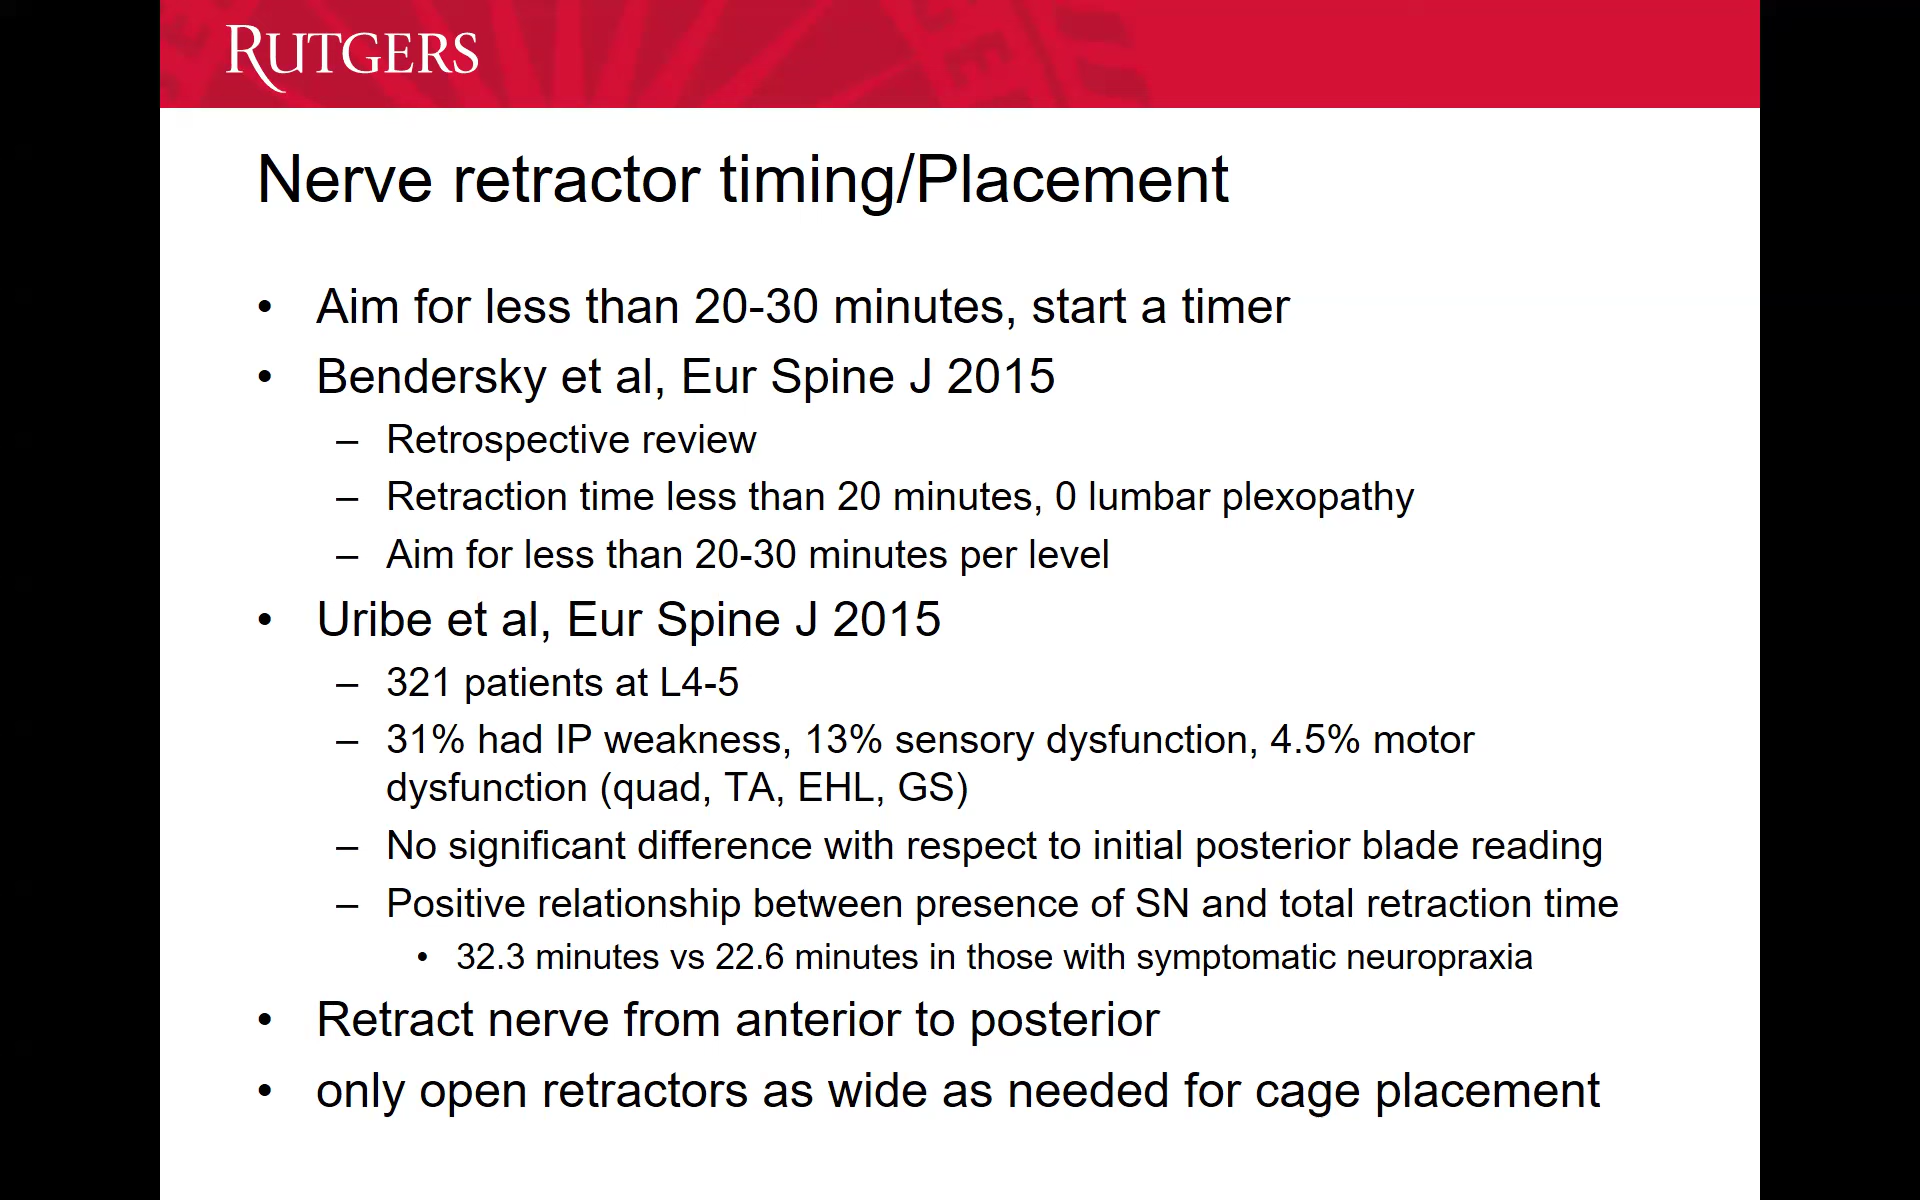 RUTGERS
Nerve retractor timing/Placement
• Aim for less than 20-30 minutes, start a timer
• Bendersky et al, Eur Spine J 2015
– Retrospective review
– Retraction time less than 20 minutes, 0 lumbar plexopathy
– Aim for less than 20-30 minutes per level
• Uribe et al, Eur Spine J 2015
– 321 patients at L4-5
– 31% had IP weakness, 13% sensory dysfunction, 4.5% motor
dysfunction (quad, TA, EHL, GS)
– No significant difference with respect to initial posterior blade reading
– Positive relationship between presence of SN and total retraction time
• 32.3 minutes vs 22.6 minutes in those with symptomatic neuropraxia
• Retract nerve from anterior to posterior
• only open retractors as wide as needed for cage placement